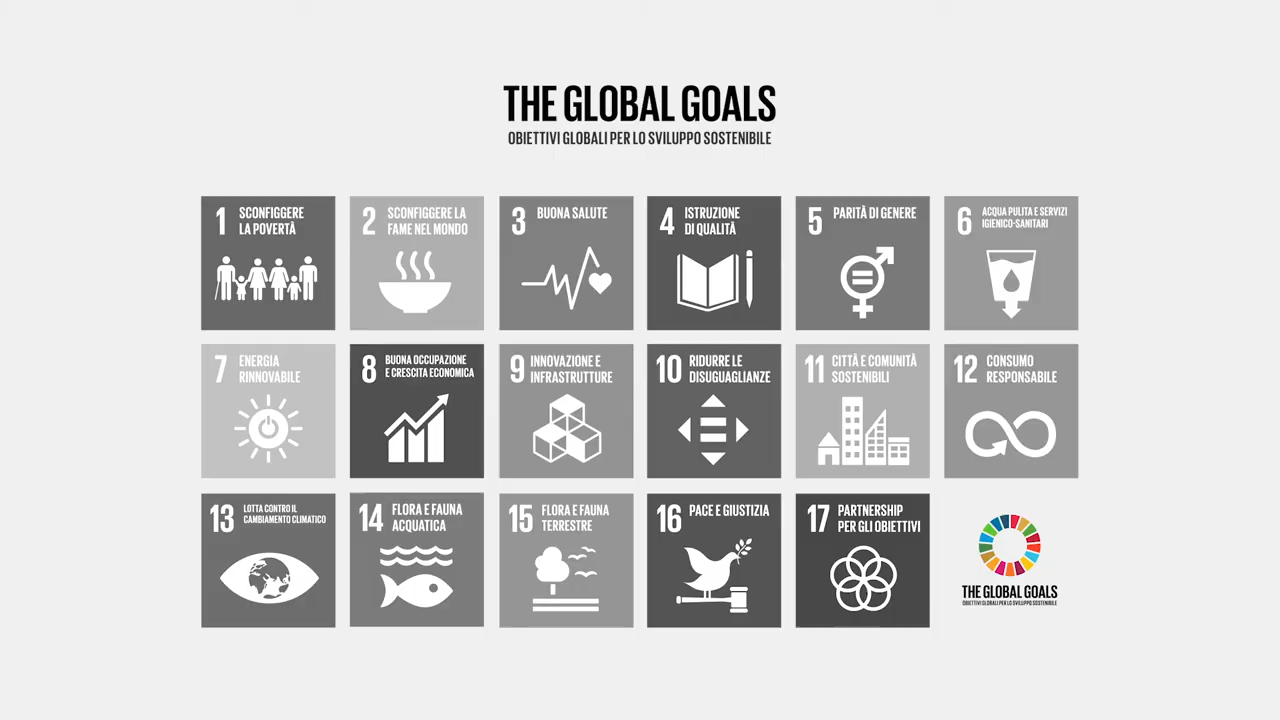 THE GLOBAL GOALS
OBIETTIVI GLOBALI PER LO SVILUPPO SOSTENIBILE
1 SCONFIGGERE
LA POVERTÀ
2 SCONFIGGERE LA
FAME NEL MONDO
3 BUONA SALUTE
4 ISTRUZIONE
DI QUALITÀ
5 PARITÀ DI GENERE
6 ACQUA PULITA E SERVIZI
IGIENICO-SANITARI
7 ENERGIA
RINNOVABILE
8 BUONA OCCUPAZIONE
E CRESCITA ECONOMICA
9 INNOVAZIONE E
INFRASTRUTTURE
10 RIDURRE LE
DISUGUAGLIANZE
11 CITTÀ E COMUNITÀ
SOSTENIBILI
12 CONSUMO
RESPONSABILE
13 LOTTA CONTRO IL
CAMBIAMENTO CLIMATICO
14 FLORA E FAUNA
ACQUATICA
15 FLORA E FAUNA
TERRESTRE
16 PACE E GIUSTIZIA
17 PARTNERSHIP
PER GLI OBIETTIVI
THE GLOBAL GOALS
OBIETTIVI GLOBALI PER LO SVILUPPO SOSTENIBILE